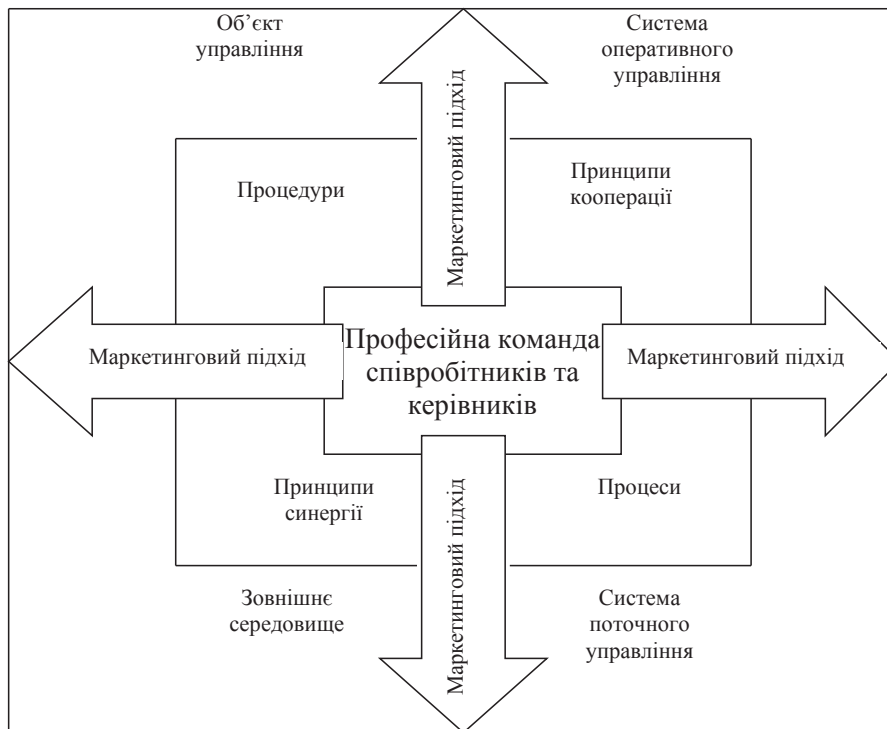 Об’єкт
управління
Система
оперативного
управління
Маркетинговий підхід
Процедури
Принципи
кооперації
Маркетинговий підхід
Професійна команда
співробітників та
керівників
Маркетинговий підхід
Принципи
синергії
Процеси
Маркетинговий підхід
Зовнішнє
середовище
Система
поточного
управління